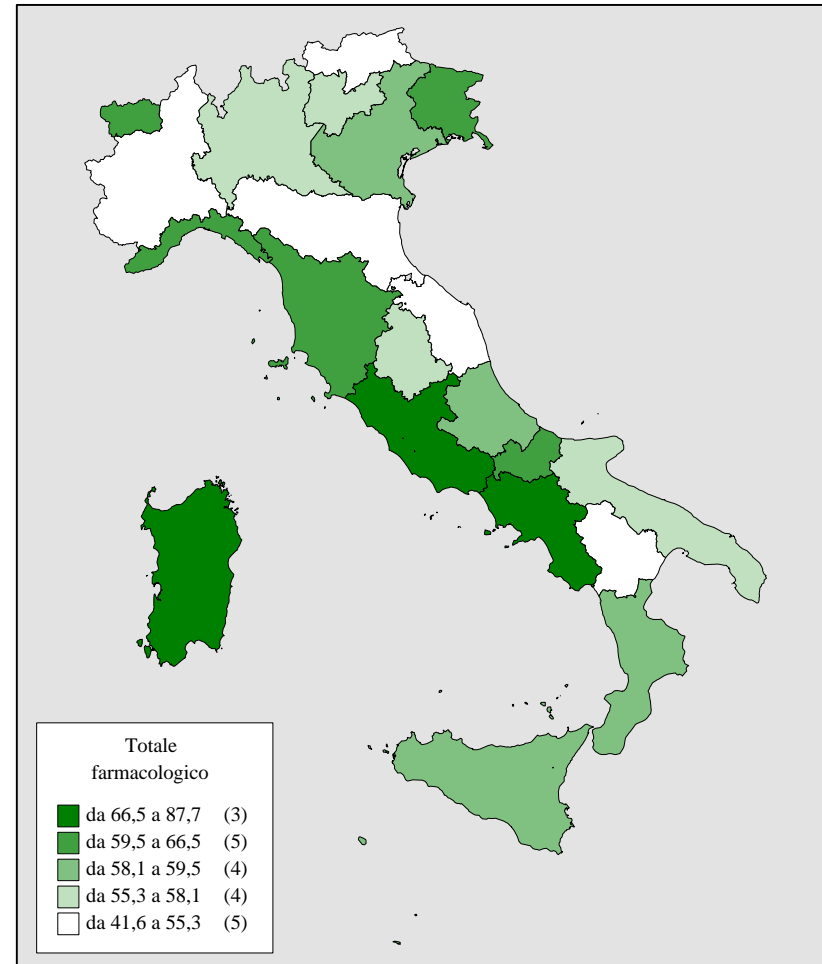 Totale
farmacologico
da 66,5 a 87,7 (3)
da 59,5 a 66,5 (5)
da 58,1 a 59,5 (4)
da 55,3 a 58,1 (4)
da 41,6 a 55,3 (5)